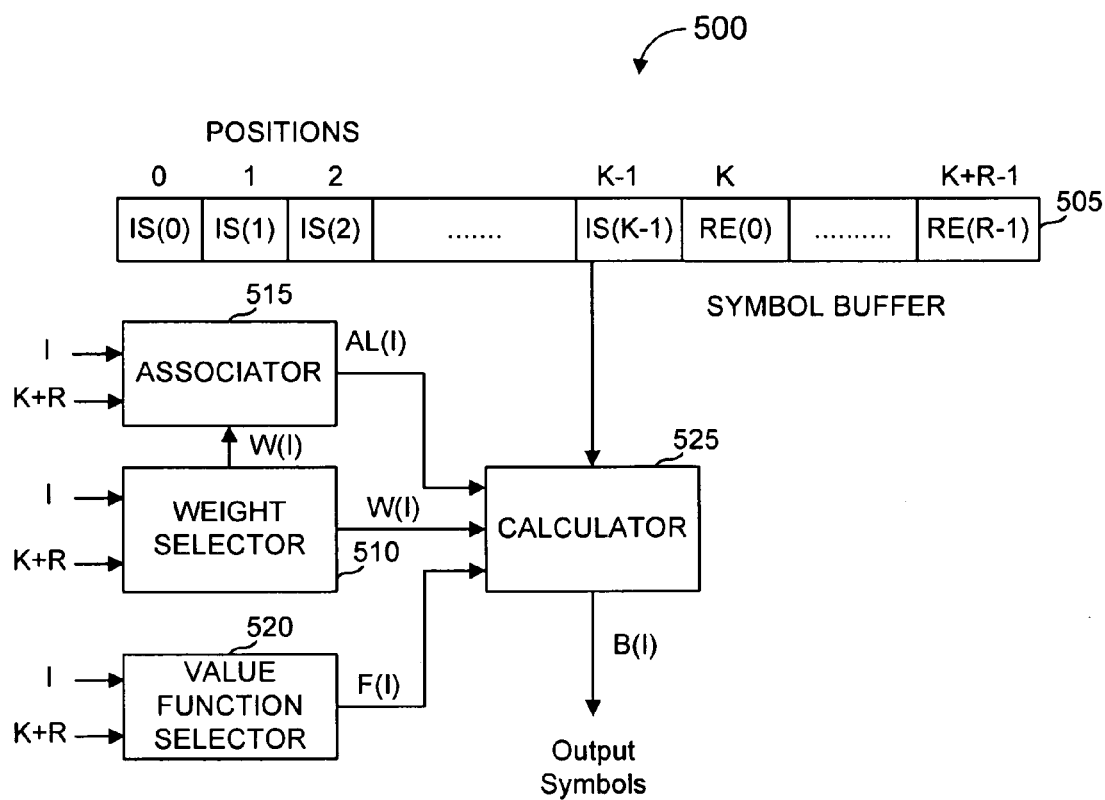 500
POSITIONS
0 1 2 K-1 K K+R-1
IS(0) IS(1) IS(2) ....... IS(K-1) RE(0) .......... RE(R-1) 505
SYMBOL BUFFER
515
I
K+R
ASSOCIATOR
AL(I)
W(I)
I
K+R
WEIGHT
SELECTOR
510
W(I)
525
CALCULATOR
520
I
K+R
VALUE
FUNCTION
SELECTOR
F(I)
B(I)
Output
Symbols